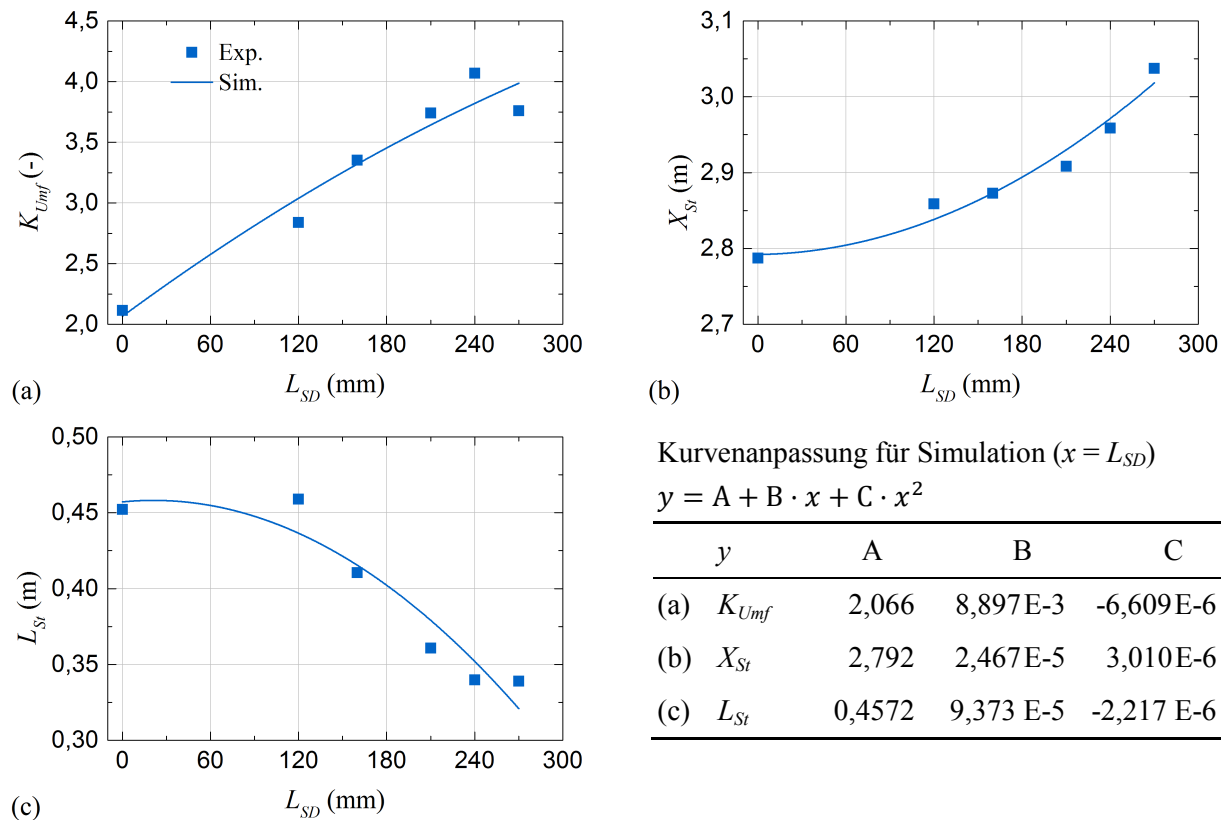 4,5
4,0
3,5
3,0
2,5
2,0
K_Umf (-)
Exp.
Sim.
0 60 120 180 240 300
L_SD (mm)
(a)
3,1
3,0
2,9
2,8
2,7
X_St (m)
0 60 120 180 240 300
L_SD (mm)
(b)
0,50
0,45
0,40
0,35
0,30
L_St (m)
0 60 120 180 240 300
L_SD (mm)
(c)
Kurvenanpassung für Simulation (x = L_SD)
y = A + B · x + C · x²
y A B C
(a) K_Umf 2,066 8,897E-3 -6,609E-6
(b) X_St 2,792 2,467E-5 3,010E-6
(c) L_St 0,4572 9,373 E-5 -2,217 E-6